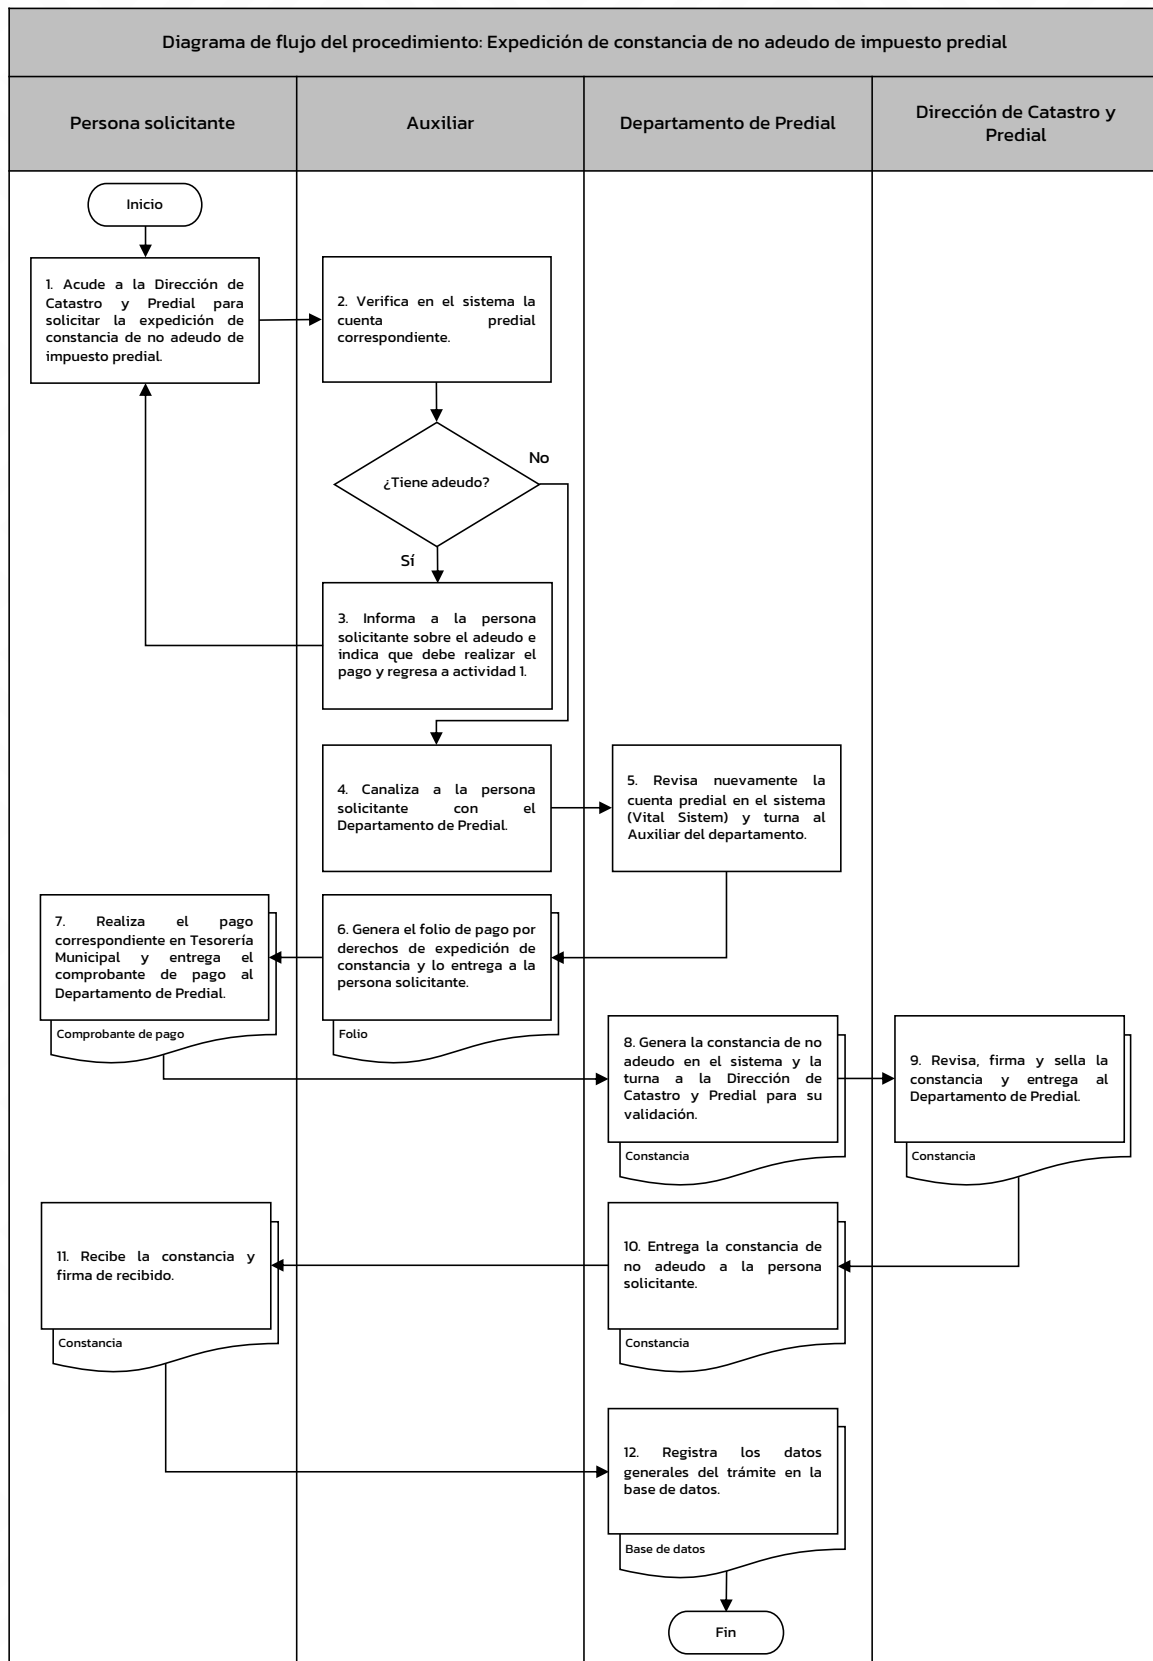 Diagrama de flujo del procedimiento: Expedición de constancia de no adeudo de impuesto predial
Persona solicitante
Auxiliar
Departamento de Predial
Dirección de Catastro y
Predial
Inicio
1. Acude a la Dirección de
Catastro y Predial para
solicitar la expedición de
constancia de no adeudo de
impuesto predial.
2. Verifica en el sistema la
cuenta predial
correspondiente.
¿Tiene adeudo?
No
Sí
3. Informa a la persona
solicitante sobre el adeudo e
indica que debe realizar el
pago y regresa a actividad 1.
4. Canaliza a la persona
solicitante con el
Departamento de Predial.
5. Revisa nuevamente la
cuenta predial en el sistema
(Vital Sistem) y turna al
Auxiliar del departamento.
6. Genera el folio de pago por
derechos de expedición de
constancia y lo entrega a la
persona solicitante.
Folio
7. Realiza el pago
correspondiente en Tesorería
Municipal y entrega el
comprobante de pago al
Departamento de Predial.
Comprobante de pago
8. Genera la constancia de no
adeudo en el sistema y la
turna a la Dirección de
Catastro y Predial para su
validación.
Constancia
9. Revisa, firma y sella la
constancia y entrega al
Departamento de Predial.
Constancia
10. Entrega la constancia de
no adeudo a la persona
solicitante.
Constancia
11. Recibe la constancia y
firma de recibido.
Constancia
12. Registra los datos
generales del trámite en la
base de datos.
Base de datos
Fin